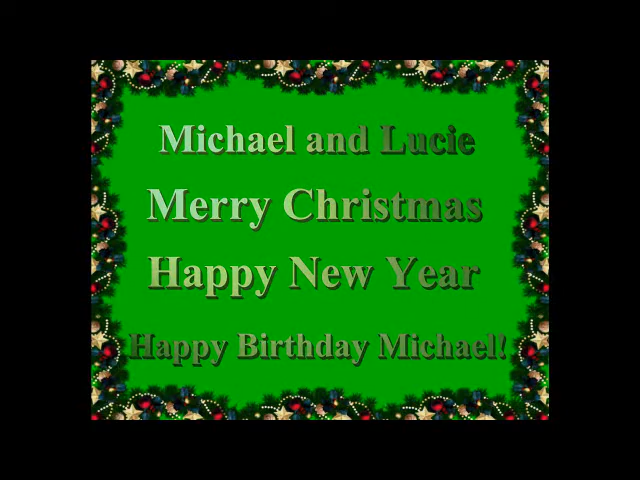 Michael and Lucie
Merry Christmas
Happy New Year
Happy Birthday Michael!